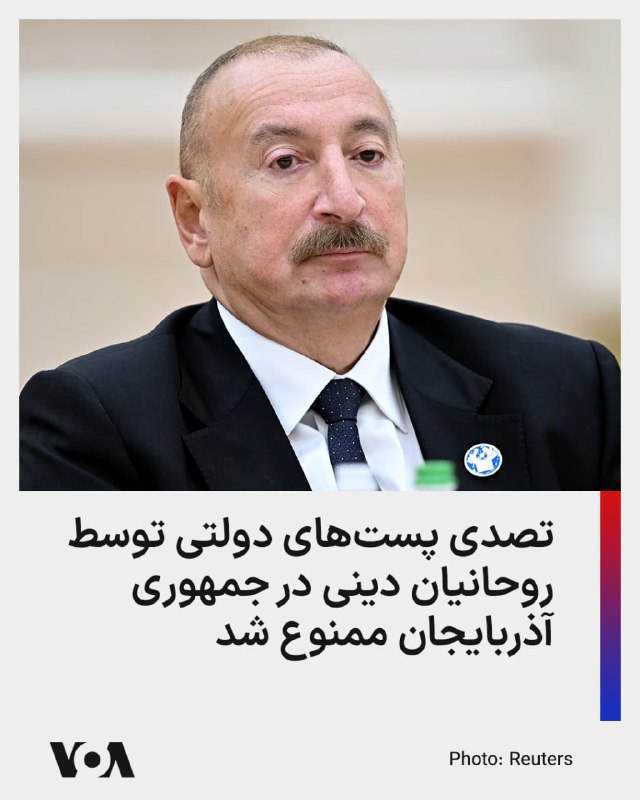 تصدی پست‌های دولتی توسط
روحانیان دینی در جمهوری
آذربایجان ممنوع شد
VOA
Photo: Reuters